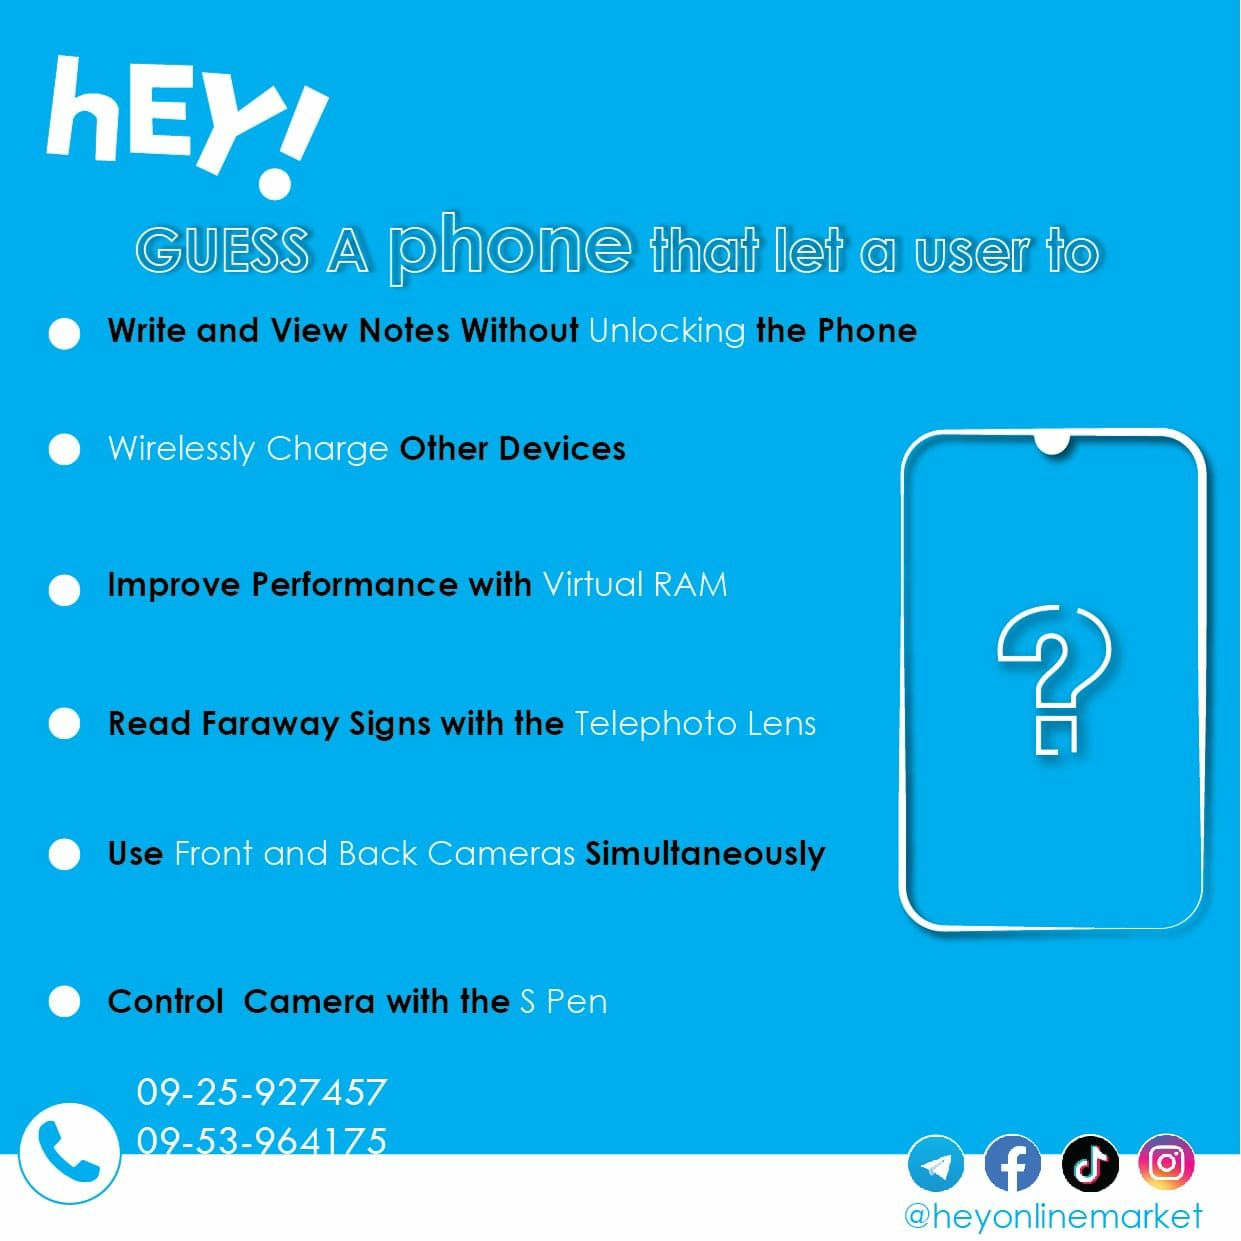 hEY!
GUESS A phone that let a user to
Write and View Notes Without Unlocking the Phone
Wirelessly Charge Other Devices
Improve Performance with Virtual RAM
Read Faraway Signs with the Telephoto Lens
Use Front and Back Cameras Simultaneously
Control Camera with the S Pen
?
09-25-927457
09-53-964175
@heyonlinemarket